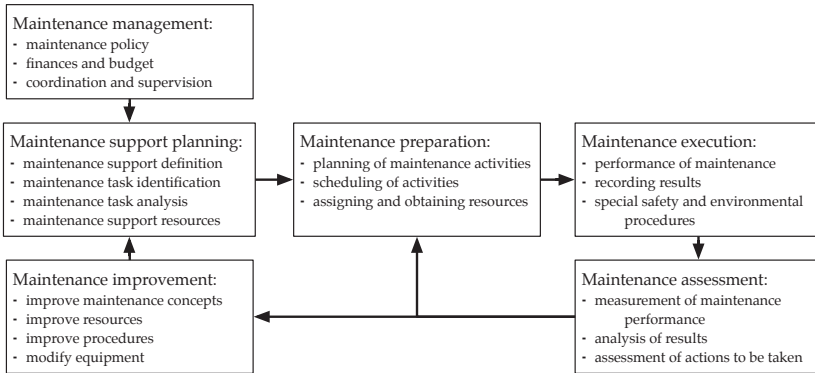 Maintenance management:
- maintenance policy
- finances and budget
- coordination and supervision
Maintenance support planning:
- maintenance support definition
- maintenance task identification
- maintenance task analysis
- maintenance support resources
Maintenance preparation:
- planning of maintenance activities
- scheduling of activities
- assigning and obtaining resources
Maintenance execution:
- performance of maintenance
- recording results
- special safety and environmental
procedures
Maintenance improvement:
- improve maintenance concepts
- improve resources
- improve procedures
- modify equipment
Maintenance assessment:
- measurement of maintenance
performance
- analysis of results
- assessment of actions to be taken